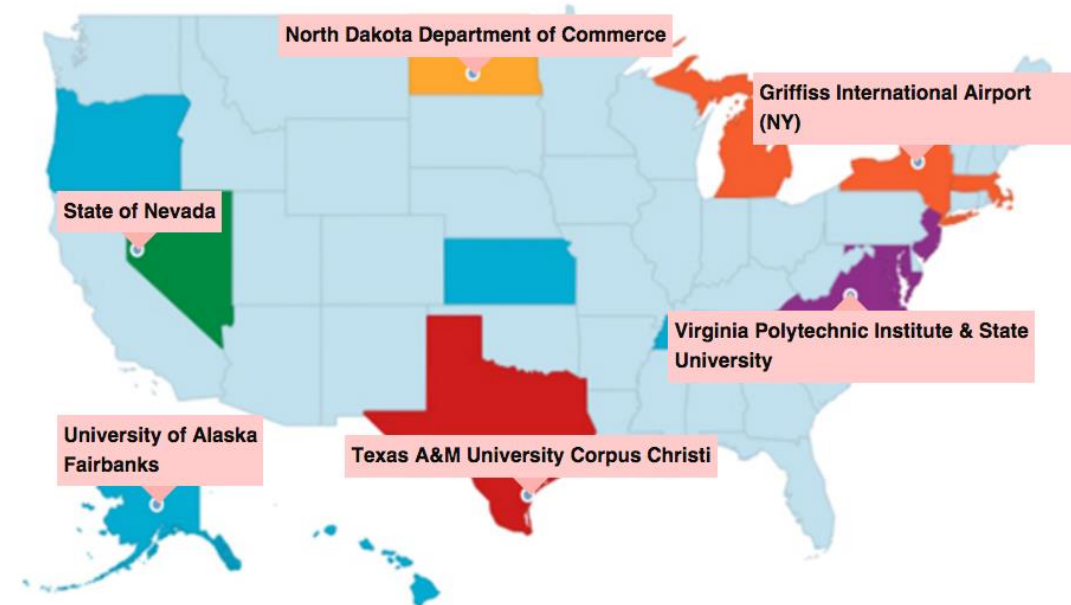 North Dakota Department of Commerce
Griffiss International Airport
(NY)
State of Nevada
Virginia Polytechnic Institute & State
University
University of Alaska
Fairbanks
Texas A&M University Corpus Christi